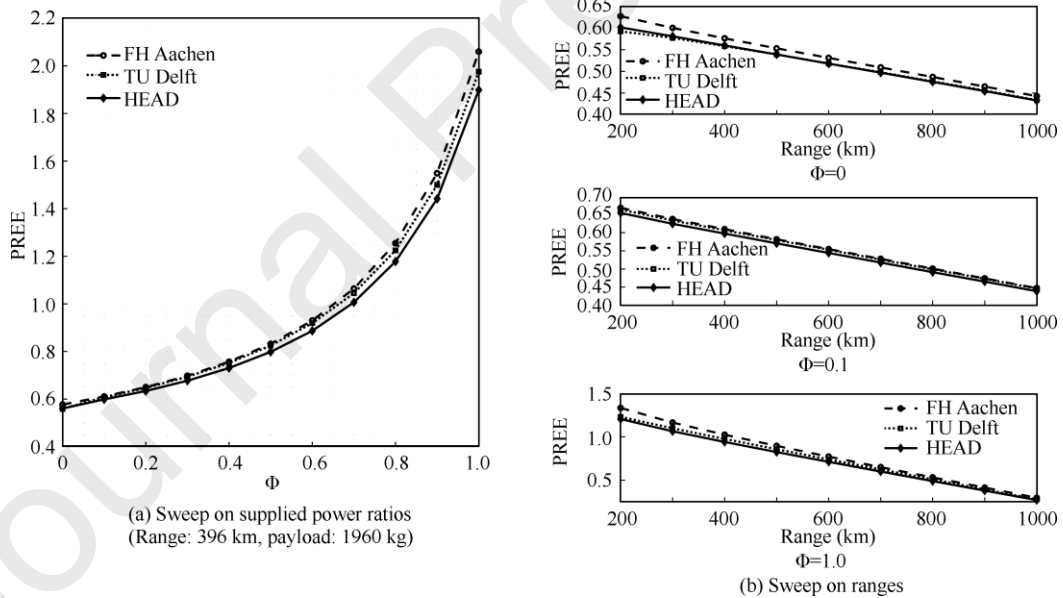 2.2
2.0
1.8
1.6
1.4
1.2
1.0
0.8
0.6
0.4
PREE
FH Aachen
TU Delft
HEAD
0 0.2 0.4 0.6 0.8 1.0
Φ
(a) Sweep on supplied power ratios
(Range: 396 km, payload: 1960 kg)
0.65
0.60
0.55
0.50
0.45
0.40
PREE
FH Aachen
TU Delft
HEAD
200 400 600 800 1000
Range (km)
Φ=0
0.70
0.65
0.60
0.55
0.50
0.45
0.40
PREE
FH Aachen
TU Delft
HEAD
200 400 600 800 1000
Range (km)
Φ=0.1
1.5
1.0
0.5
PREE
FH Aachen
TU Delft
HEAD
200 400 600 800 1000
Range (km)
Φ=1.0
(b) Sweep on ranges
ournal Pre